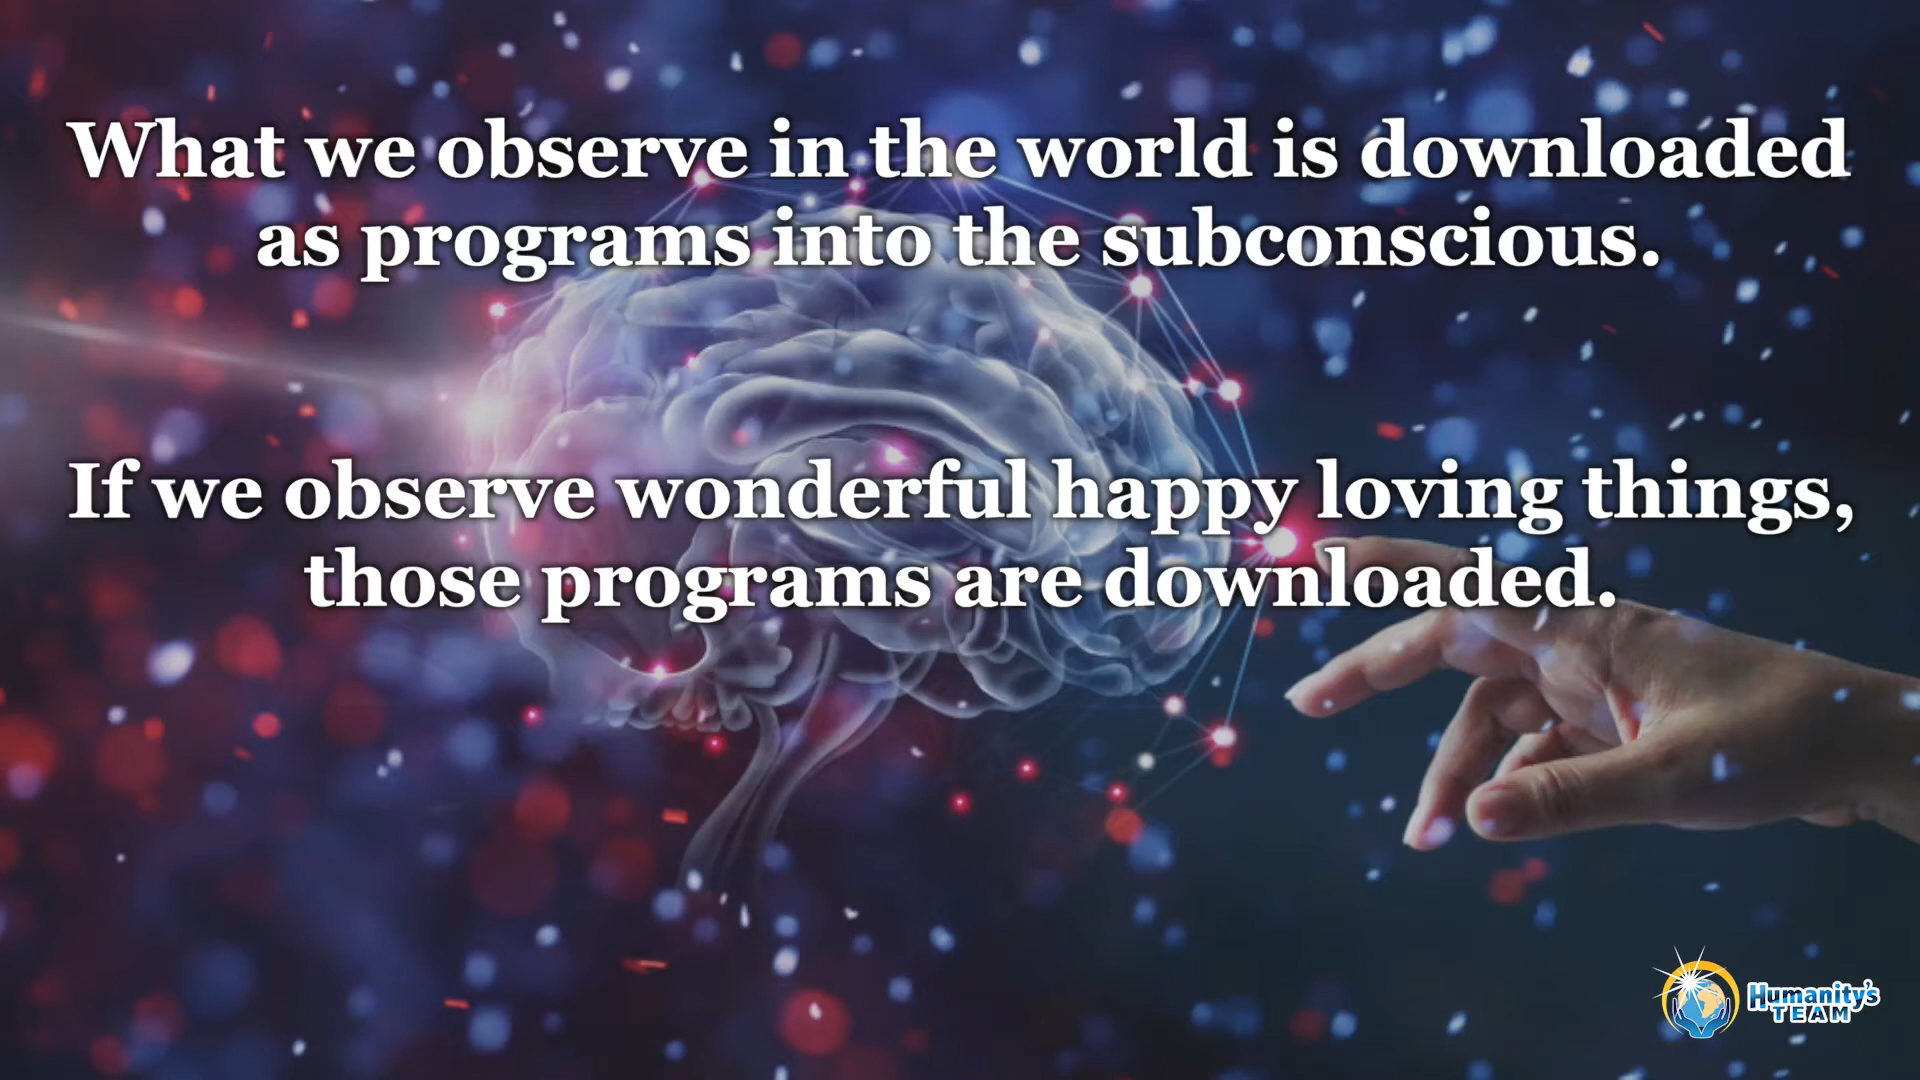 What we observe in the world is downloaded
as programs into the subconscious.
If we observe wonderful happy loving things,
those programs are downloaded.
Humanity's
TEAM